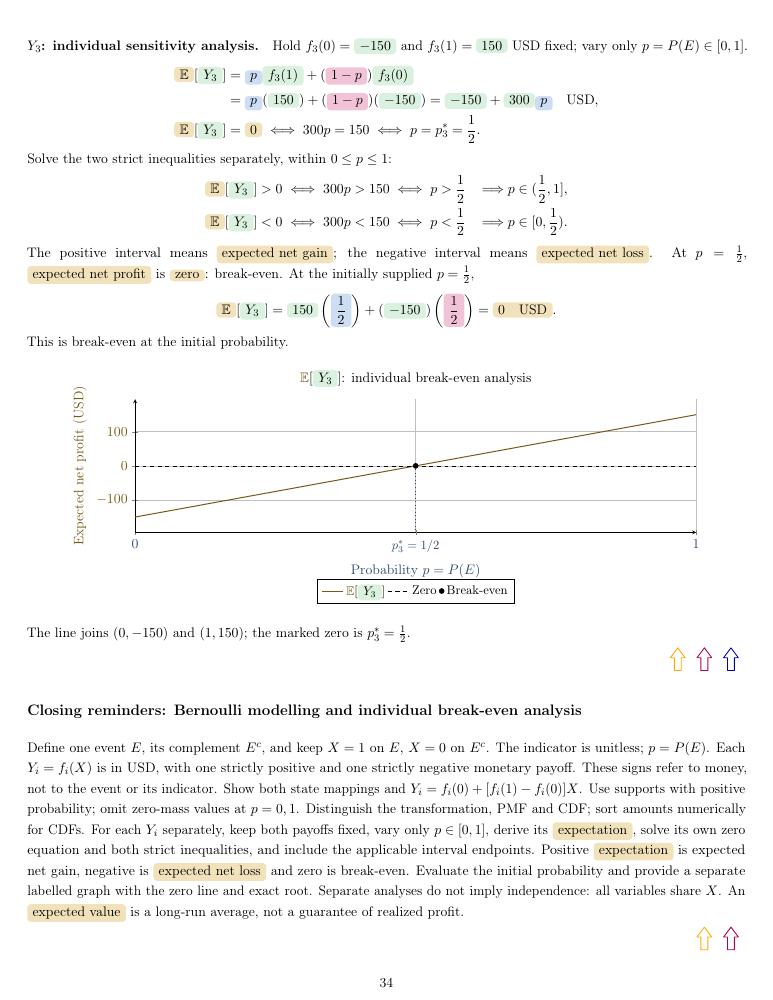 Y₃: individual sensitivity analysis. Hold f₃(0) = −150 and f₃(1) = 150 USD fixed; vary only p = P(E) ∈ [0, 1].
𝔼[Y₃] = p f₃(1) + (1 − p) f₃(0)
= p(150) + (1 − p)(−150) = −150 + 300p USD,
𝔼[Y₃] = 0 ⟺ 300p = 150 ⟺ p = p₃* = 1/2.
Solve the two strict inequalities separately, within 0 ≤ p ≤ 1:
𝔼[Y₃] > 0 ⟺ 300p > 150 ⟺ p > 1/2 ⟹ p ∈ (1/2, 1],
𝔼[Y₃] < 0 ⟺ 300p < 150 ⟺ p < 1/2 ⟹ p ∈ [0, 1/2).
The positive interval means expected net gain; the negative interval means expected net loss. At p = 1/2,
expected net profit is zero: break-even. At the initially supplied p = 1/2,
𝔼[Y₃] = 150 (1/2) + (−150) (1/2) = 0 USD.
This is break-even at the initial probability.
𝔼[Y₃]: individual break-even analysis
Expected net profit (USD)
100
0
−100
0
p₃* = 1/2
1
Probability p = P(E)
𝔼[Y₃] Zero Break-even
The line joins (0, −150) and (1, 150); the marked zero is p₃* = 1/2.
Closing reminders: Bernoulli modelling and individual break-even analysis
Define one event E, its complement Eᶜ, and keep X = 1 on E, X = 0 on Eᶜ. The indicator is unitless; p = P(E). Each
Yᵢ = fᵢ(X) is in USD, with one strictly positive and one strictly negative monetary payoff. These signs refer to money,
not to the event or its indicator. Show both state mappings and Yᵢ = fᵢ(0) + [fᵢ(1) − fᵢ(0)]X. Use supports with positive
probability; omit zero-mass values at p = 0, 1. Distinguish the transformation, PMF and CDF; sort amounts numerically
for CDFs. For each Yᵢ separately, keep both payoffs fixed, vary only p ∈ [0, 1], derive its expectation, solve its own zero
equation and both strict inequalities, and include the applicable interval endpoints. Positive expectation is expected
net gain, negative is expected net loss and zero is break-even. Evaluate the initial probability and provide a separate
labelled graph with the zero line and exact root. Separate analyses do not imply independence: all variables share X. An
expected value is a long-run average, not a guarantee of realized profit.
34